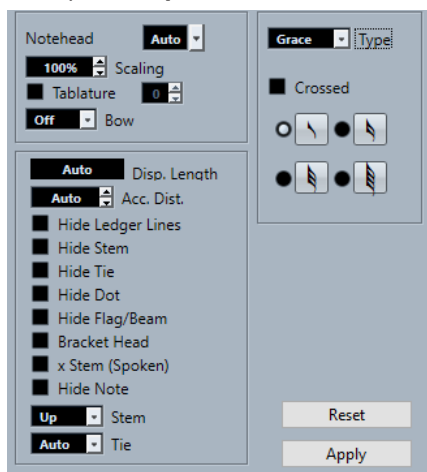 Notehead Auto
100% Scaling
Tablature 0
Off Bow
Auto Disp. Length
Auto Acc. Dist.
Hide Ledger Lines
Hide Stem
Hide Tie
Hide Dot
Hide Flag/Beam
Bracket Head
x Stem (Spoken)
Hide Note
Up Stem
Auto Tie
Grace Type
Crossed
Reset
Apply